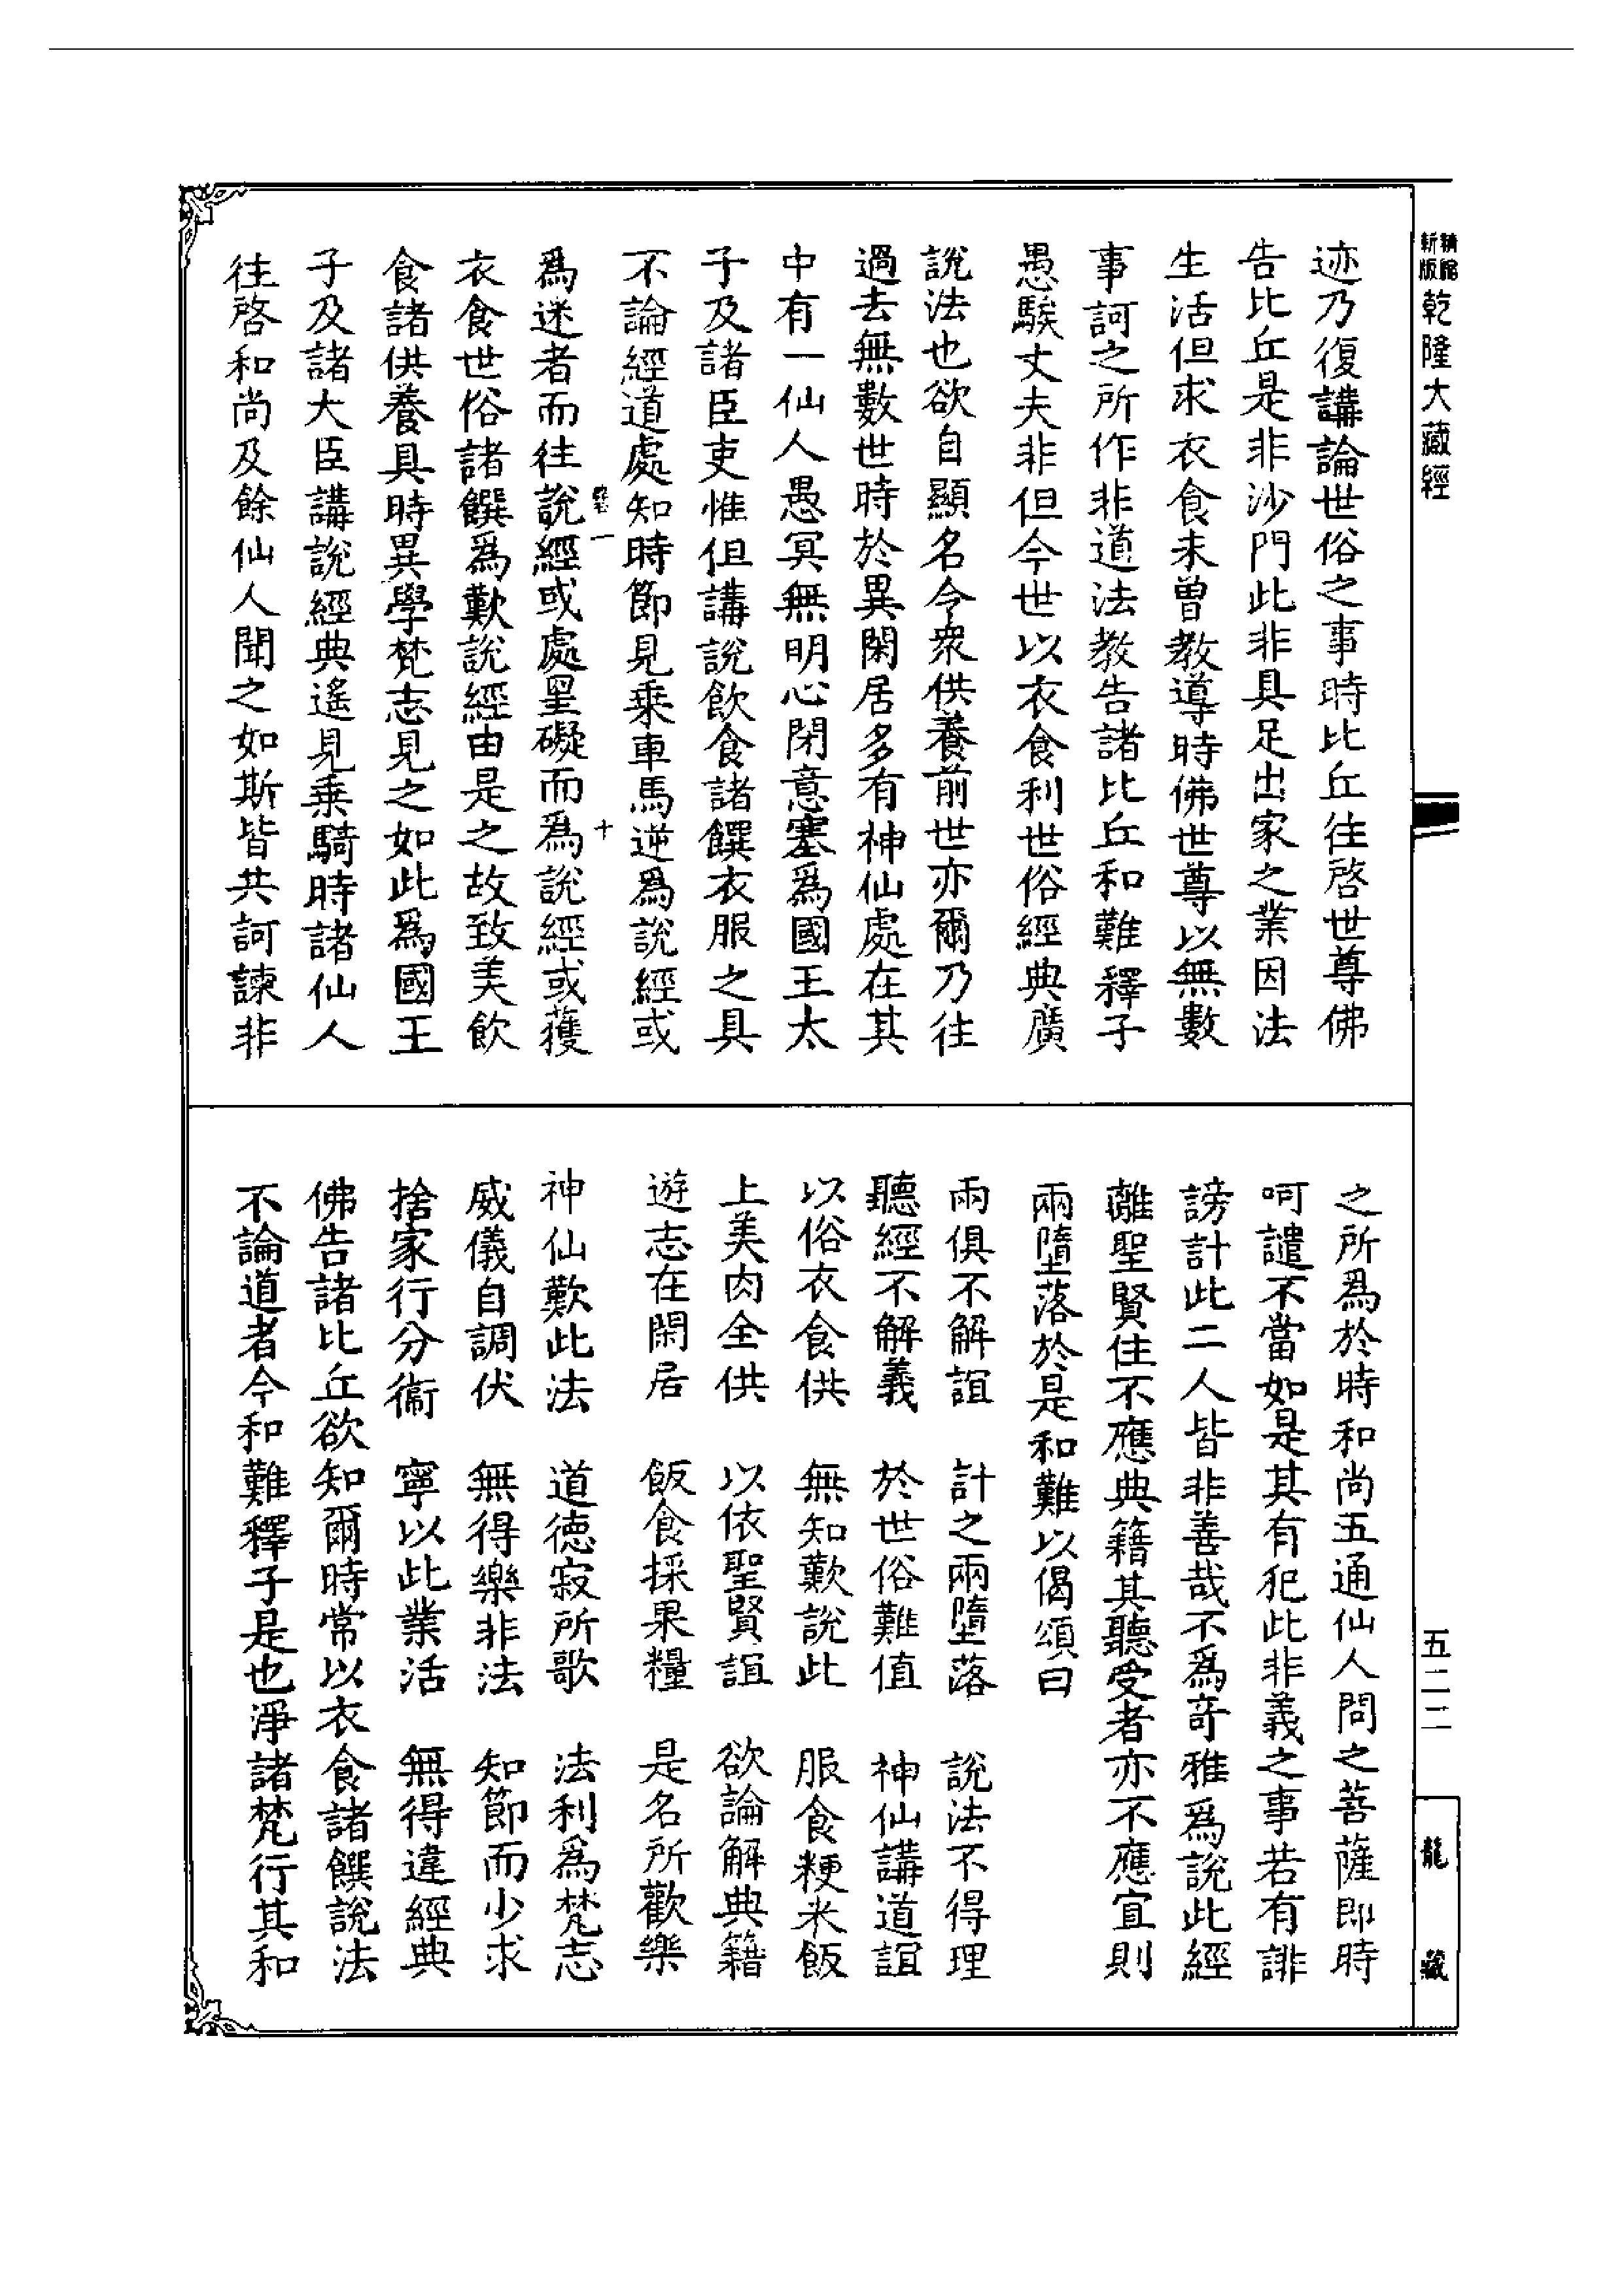 新版精縮乾隆大藏經
迹乃復講論世俗之事時比丘往啓世尊佛
告比丘是非沙門此非具足出家之業因法
生活但求衣食未曾教導時佛世尊以無數
事訶之所作非道法教告諸比丘和難釋子
愚騃丈夫非但今世以衣食利世俗經典廣
說法也欲自顯名令衆供養前世亦爾乃往
過去無數世時於異閑居多有神仙處在其
中有一仙人愚冥無明心閉意塞爲國王太
子及諸臣吏惟但講說飲食諸饌衣服之具
不論經道處知時節見乘車馬逆爲說經或
一 十
爲迷者而往說經或處罣礙而爲說經或獲
衣食世俗諸饌爲歎說經由是之故致美飲
食諸供養具時異學梵志見之如此爲國王
子及諸大臣講說經典遙見乘騎時諸仙人
往啓和尚及餘仙人聞之如斯皆共訶諫非
之所爲於時和尚五通仙人問之菩薩即時
呵譴不當如是其有犯此非義之事若有誹
謗計此二人皆非善哉不爲奇雅爲說此經
離聖賢住不應典籍其聽受者亦不應宜則
兩墮落於是和難以偈頌曰
兩俱不解誼 計之兩墮落 說法不得理
聽經不解義 於世俗難值 神仙講道誼
以俗衣食供 無知歎說此 服食粳米飯
上美肉全供 以依聖賢誼 欲論解典籍
遊志在閑居 飯食採果糧 是名所歡樂
神仙歎此法 道德寂所歌 法利爲梵志
威儀自調伏 無得樂非法 知節而少求
捨家行分衞 寧以此業活 無得違經典
佛告諸比丘欲知爾時常以衣食諸饌說法
不論道者今和難釋子是也淨諸梵行其和
五二二
龍藏